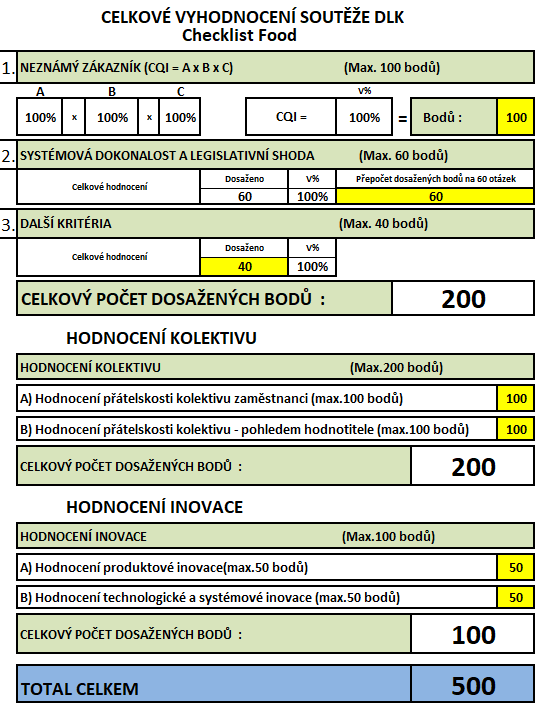 CELKOVÉ VYHODNOCENÍ SOUTĚŽE DLK
Checklist Food
1. NEZNÁMÝ ZÁKAZNÍK (CQI = A x B x C) (Max. 100 bodů)
A B C V%
100% x 100% x 100% CQI = 100% = Bodů : 100
2. SYSTÉMOVÁ DOKONALOST A LEGISLATIVNÍ SHODA (Max. 60 bodů)
Celkové hodnocení Dosaženo V% Přepočet dosažených bodů na 60 otázek
60 100% 60
3. DALŠÍ KRITÉRIA (Max. 40 bodů)
Celkové hodnocení Dosaženo V%
40 100%
CELKOVÝ POČET DOSAŽENÝCH BODŮ : 200
HODNOCENÍ KOLEKTIVU
HODNOCENÍ KOLEKTIVU (Max.200 bodů)
A) Hodnocení přátelskosti kolektivu zaměstnanci (max.100 bodů) 100
B) Hodnocení přátelskosti kolektivu - pohledem hodnotitele (max.100 bodů) 100
CELKOVÝ POČET DOSAŽENÝCH BODŮ : 200
HODNOCENÍ INOVACE
HODNOCENÍ INOVACE (Max.100 bodů)
A) Hodnocení produktové inovace(max.50 bodů) 50
B) Hodnocení technologické a systémové inovace (max.50 bodů) 50
CELKOVÝ POČET DOSAŽENÝCH BODŮ : 100
TOTAL CELKEM 500